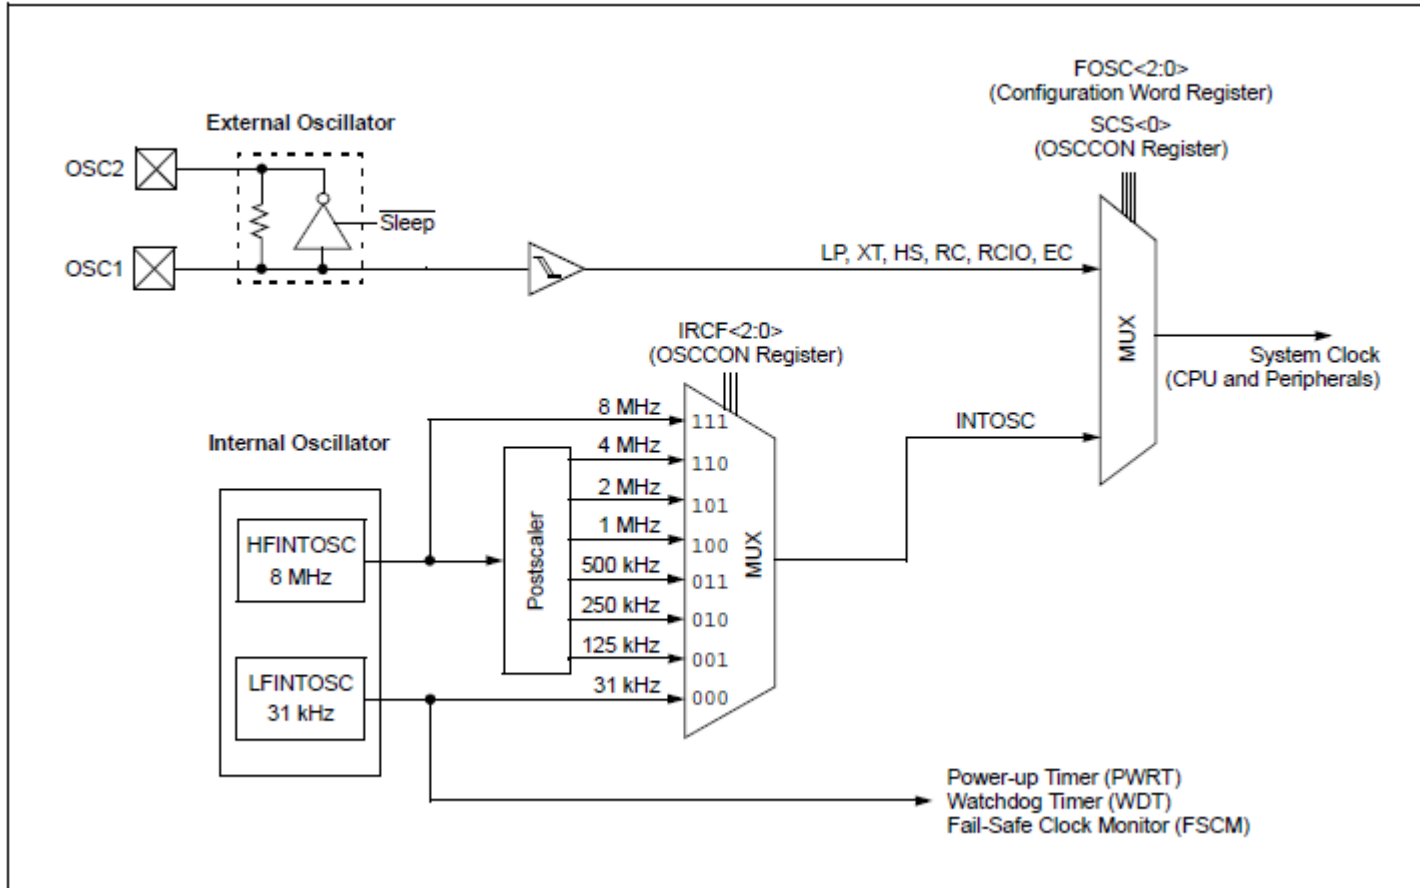 FOSC<2:0>
(Configuration Word Register)
SCS<0>
(OSCCON Register)
External Oscillator
OSC2
Sleep
OSC1
LP, XT, HS, RC, RCIO, EC
MUX
System Clock
(CPU and Peripherals)
IRCF<2:0>
(OSCCON Register)
INTOSC
Internal Oscillator
HFINTOSC
8 MHz
LFINTOSC
31 kHz
Postscaler
8 MHz
4 MHz
2 MHz
1 MHz
500 kHz
250 kHz
125 kHz
31 kHz
111
110
101
100
011
010
001
000
MUX
Power-up Timer (PWRT)
Watchdog Timer (WDT)
Fail-Safe Clock Monitor (FSCM)